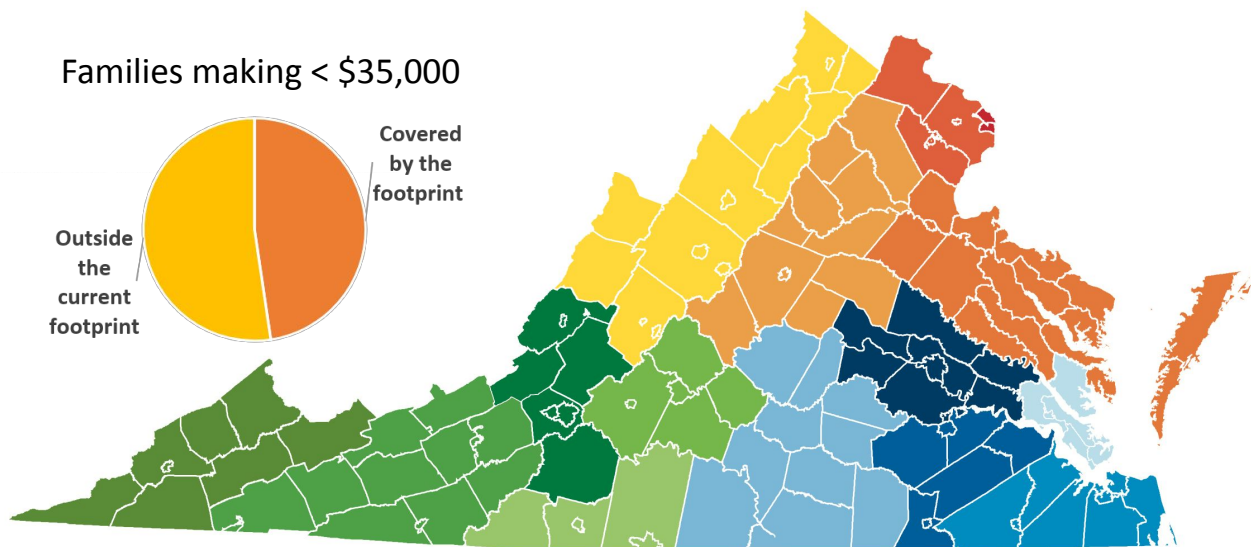 Families making < $35,000
Covered
by the
footprint
Outside
the
current
footprint